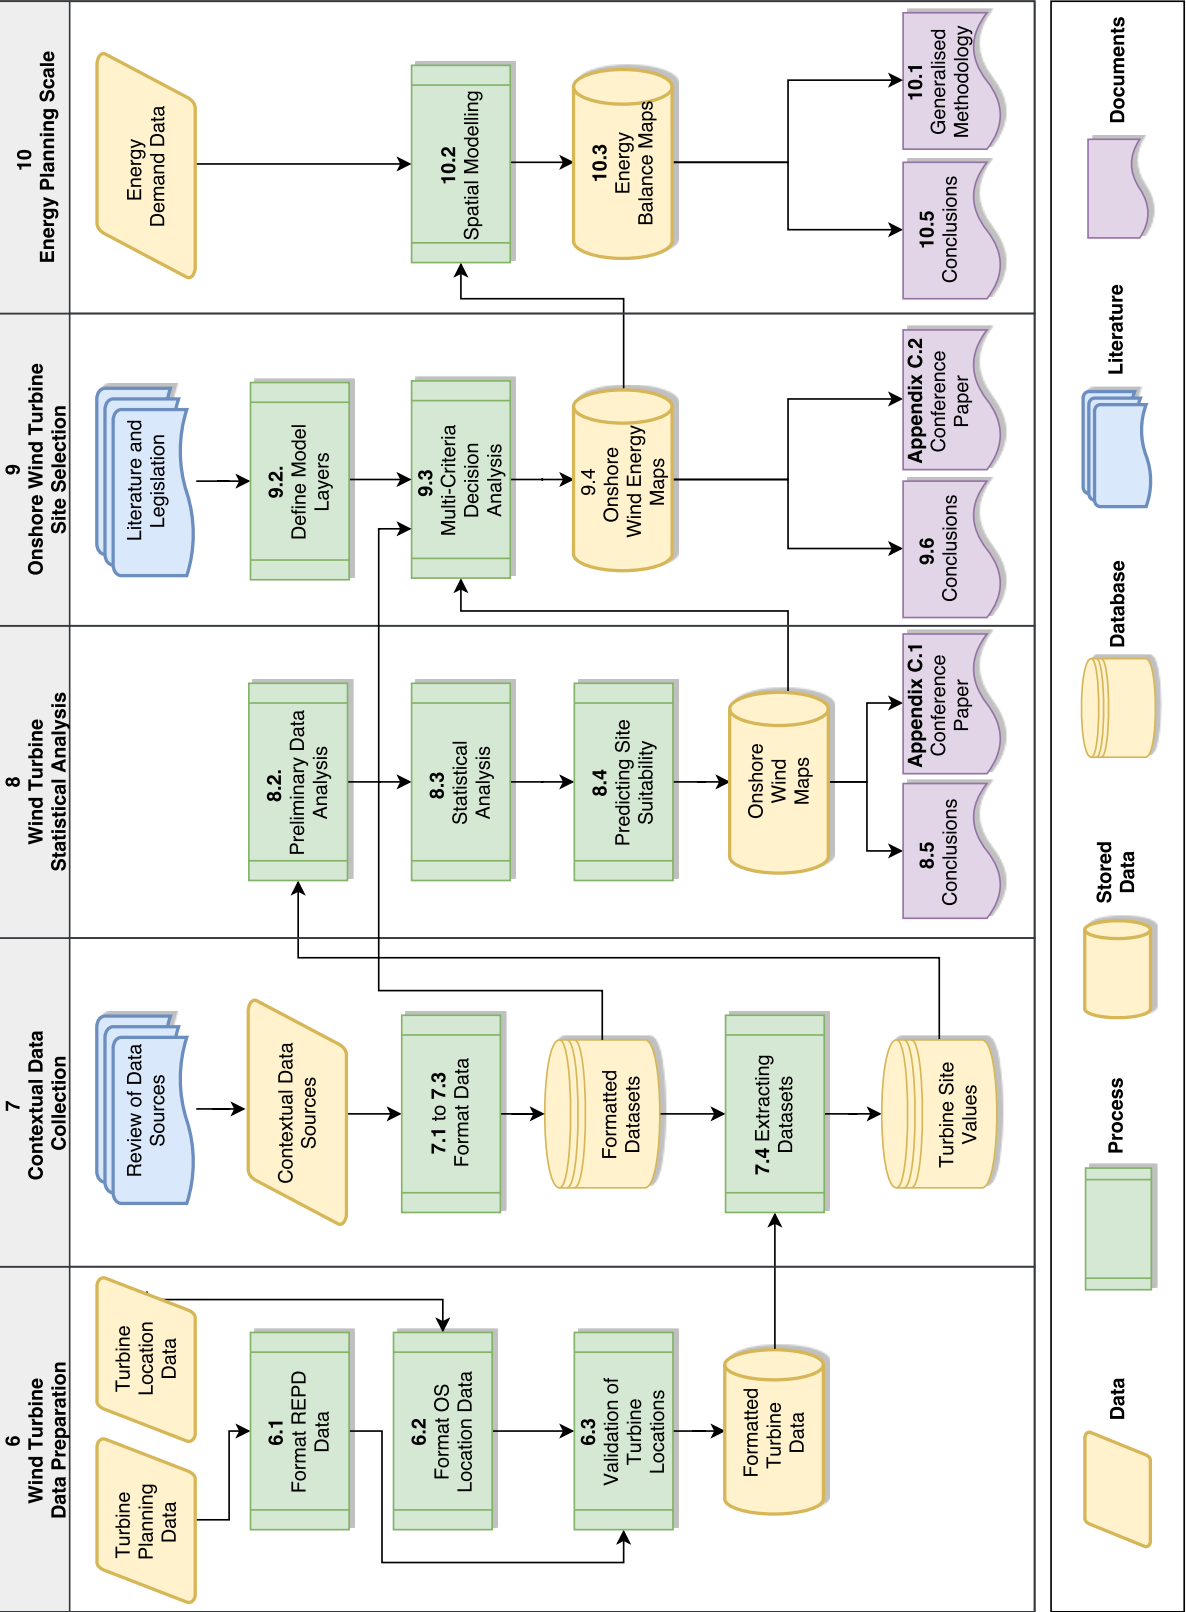 6
Wind Turbine
Data Preparation
Turbine
Planning
Data
Turbine
Location
Data
6.1
Format REPD
Data
6.2
Format OS
Location Data
6.3
Validation of
Turbine
Locations
Formatted
Turbine
Data
7
Contextual Data
Collection
Review of Data
Sources
Contextual Data
Sources
7.1 to 7.3
Format Data
Formatted
Datasets
7.4 Extracting
Datasets
Turbine Site
Values
8
Wind Turbine
Statistical Analysis
8.2.
Preliminary Data
Analysis
8.3
Statistical
Analysis
8.4
Predicting Site
Suitability
Onshore
Wind
Maps
8.5
Conclusions
Appendix C.1
Conference
Paper
9
Onshore Wind Turbine
Site Selection
Literature and
Legislation
9.2.
Define Model
Layers
9.3
Multi-Criteria
Decision
Analysis
9.4
Onshore
Wind Energy
Maps
9.6
Conclusions
Appendix C.2
Conference
Paper
10
Energy Planning Scale
Energy
Demand Data
10.2
Spatial Modelling
10.3
Energy
Balance Maps
10.5
Conclusions
10.1
Generalised
Methodology
Data
Process
Stored
Data
Database
Literature
Documents